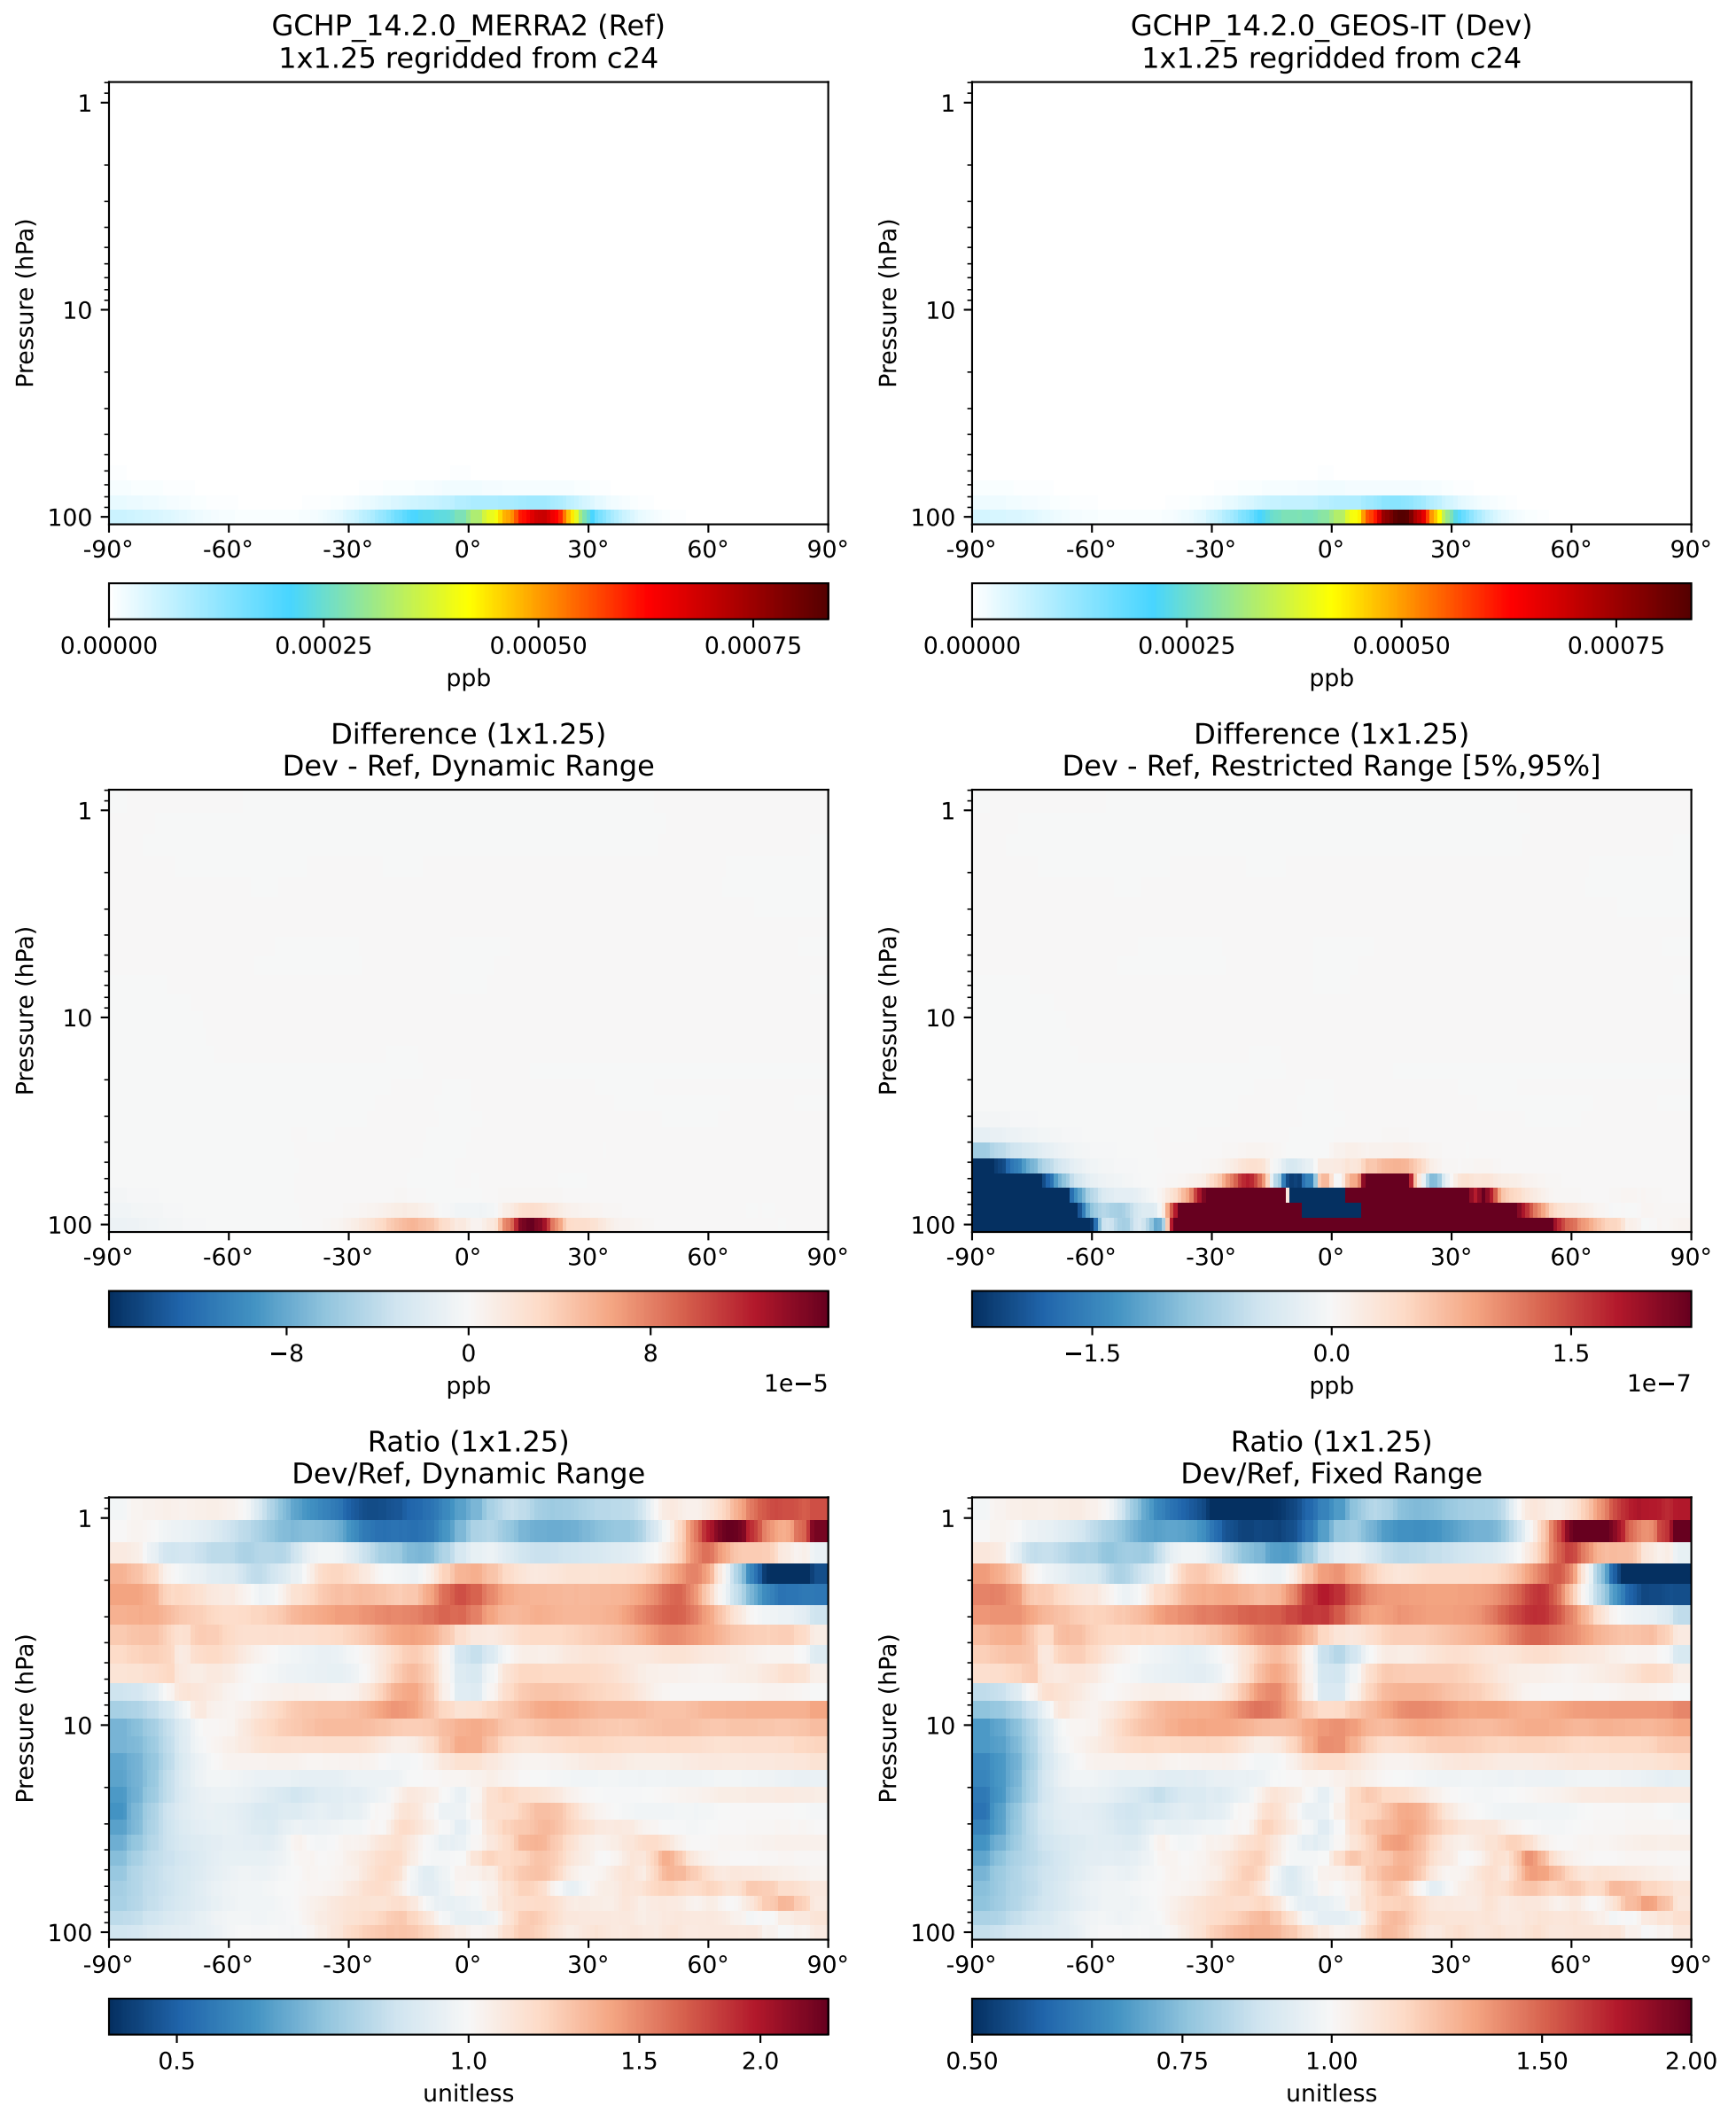 GCHP_14.2.0_MERRA2 (Ref)
1x1.25 regridded from c24
Pressure (hPa)
1
10
100
-90° -60° -30° 0° 30° 60° 90°
0.00000 0.00025 0.00050 0.00075
ppb
GCHP_14.2.0_GEOS-IT (Dev)
1x1.25 regridded from c24
Pressure (hPa)
1
10
100
-90° -60° -30° 0° 30° 60° 90°
0.00000 0.00025 0.00050 0.00075
ppb
Difference (1x1.25)
Dev - Ref, Dynamic Range
Pressure (hPa)
1
10
100
-90° -60° -30° 0° 30° 60° 90°
−8 0 8
ppb
1e−5
Difference (1x1.25)
Dev - Ref, Restricted Range [5%,95%]
Pressure (hPa)
1
10
100
-90° -60° -30° 0° 30° 60° 90°
−1.5 0.0 1.5
ppb
1e−7
Ratio (1x1.25)
Dev/Ref, Dynamic Range
Pressure (hPa)
1
10
100
-90° -60° -30° 0° 30° 60° 90°
0.5 1.0 1.5 2.0
unitless
Ratio (1x1.25)
Dev/Ref, Fixed Range
Pressure (hPa)
1
10
100
-90° -60° -30° 0° 30° 60° 90°
0.50 0.75 1.00 1.50 2.00
unitless